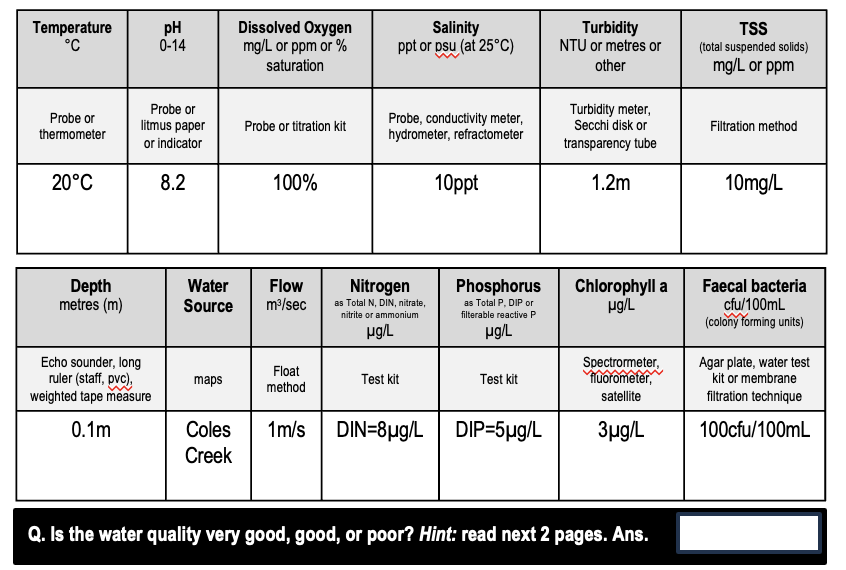 Temperature
°C
pH
0-14
Dissolved Oxygen
mg/L or ppm or %
saturation
Salinity
ppt or psu (at 25°C)
Turbidity
NTU or metres or
other
TSS
(total suspended solids)
mg/L or ppm
Probe or
thermometer
Probe or
litmus paper
or indicator
Probe or titration kit
Probe, conductivity meter,
hydrometer, refractometer
Turbidity meter,
Secchi disk or
transparency tube
Filtration method
20°C
8.2
100%
10ppt
1.2m
10mg/L
Depth
metres (m)
Water
Source
Flow
m³/sec
Nitrogen
as Total N, DIN, nitrate,
nitrite or ammonium
µg/L
Phosphorus
as Total P, DIP or
filterable reactive P
µg/L
Chlorophyll a
µg/L
Faecal bacteria
cfu/100mL
(colony forming units)
Echo sounder, long
ruler (staff, pvc),
weighted tape measure
maps
Float
method
Test kit
Test kit
Spectrormeter,
fluorometer,
satellite
Agar plate, water test
kit or membrane
filtration technique
0.1m
Coles
Creek
1m/s
DIN=8µg/L
DIP=5µg/L
3µg/L
100cfu/100mL
Q. Is the water quality very good, good, or poor? Hint: read next 2 pages. Ans.